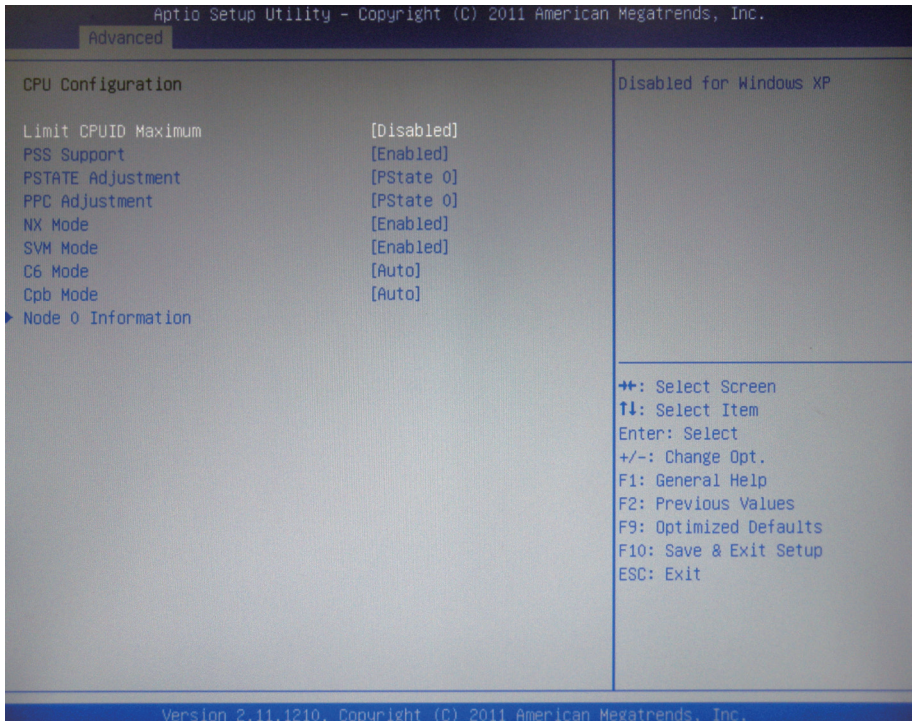 Aptio Setup Utility – Copyright (C) 2011 American Megatrends, Inc.
Advanced
CPU Configuration
Disabled for Windows XP
Limit CPUID Maximum [Disabled]
PSS Support [Enabled]
PSTATE Adjustment [PState 0]
PPC Adjustment [PState 0]
NX Mode [Enabled]
SVM Mode [Enabled]
C6 Mode [Auto]
Cpb Mode [Auto]
Node 0 Information
→←: Select Screen
↑↓: Select Item
Enter: Select
+/-: Change Opt.
F1: General Help
F2: Previous Values
F9: Optimized Defaults
F10: Save & Exit Setup
ESC: Exit
Version 2.11.1210. Copyright (C) 2011 American Megatrends, Inc.